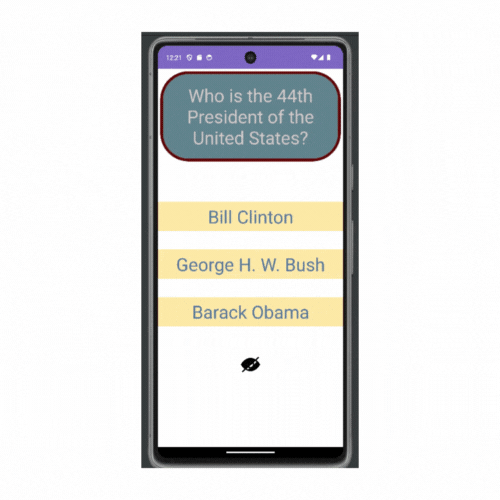 12:21
Who is the 44th
President of the
United States?
Bill Clinton
George H. W. Bush
Barack Obama